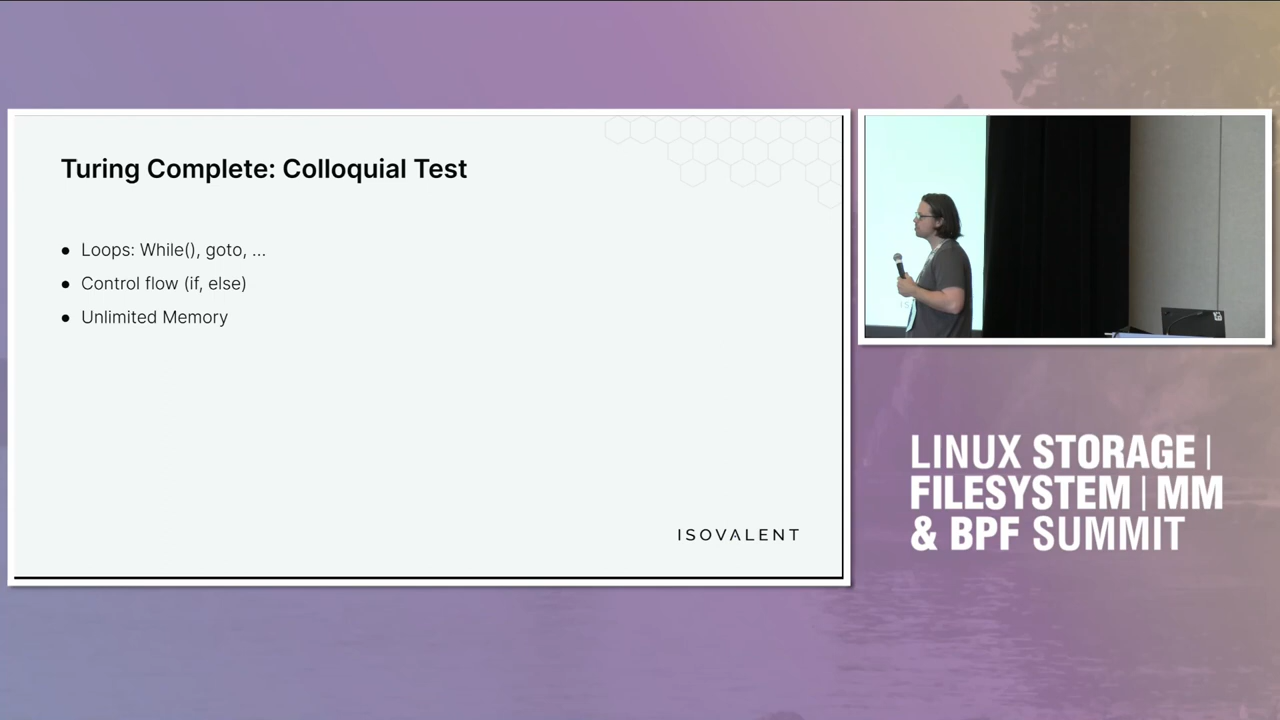 Turing Complete: Colloquial Test
● Loops: While(), goto, ...
● Control flow (if, else)
● Unlimited Memory
ISOVALENT
LINUX STORAGE |
FILESYSTEM | MM
& BPF SUMMIT